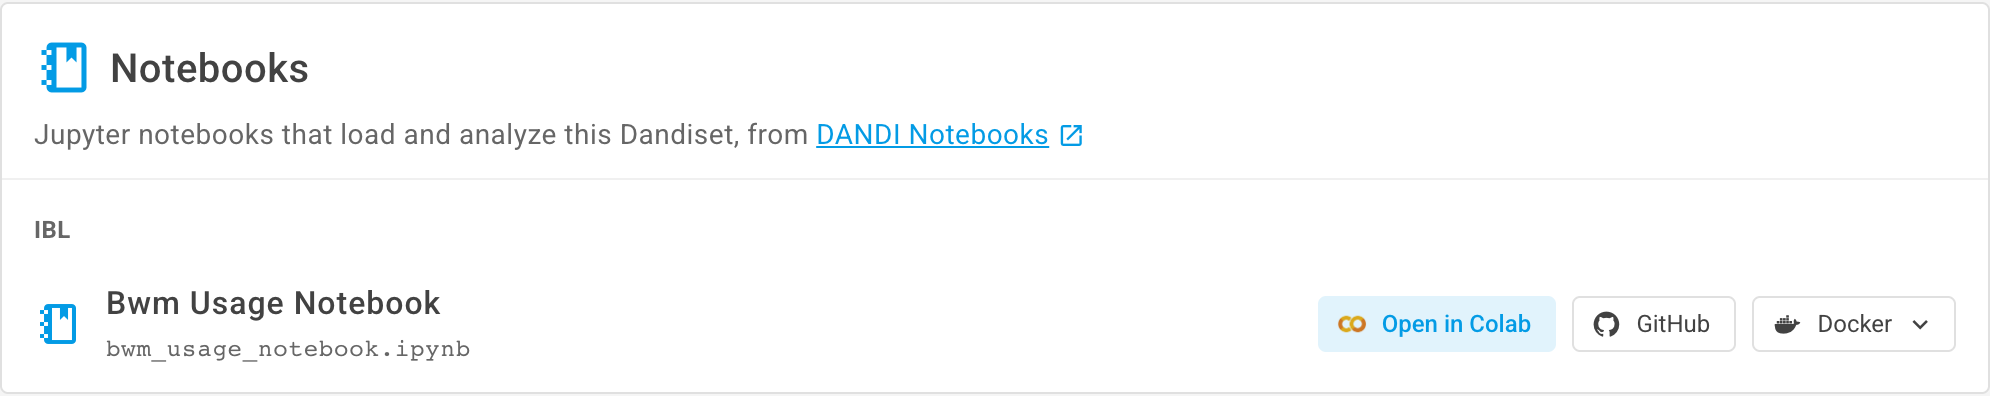 Notebooks
Jupyter notebooks that load and analyze this Dandiset, from DANDI Notebooks
IBL
Bwm Usage Notebook
bwm_usage_notebook.ipynb
Open in Colab
GitHub
Docker